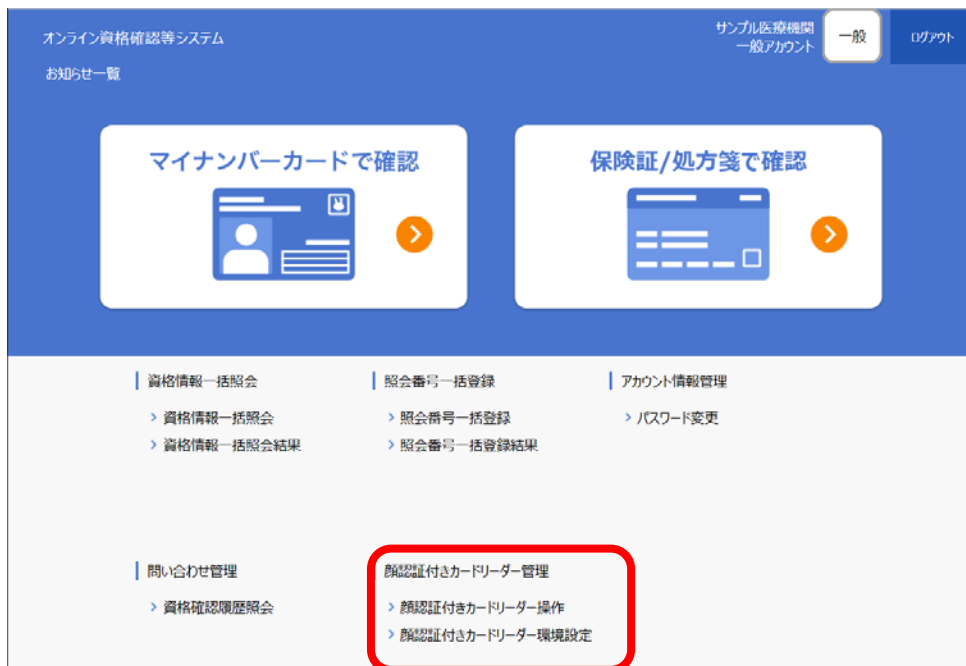 オンライン資格確認等システム
サンプル医療機関
一般アカウント
一般
ログアウト
お知らせ一覧
マイナンバーカードで確認
保険証/処方箋で確認
資格情報一括照会
資格情報一括照会
資格情報一括照会結果
照会番号一括登録
照会番号一括登録
照会番号一括登録結果
アカウント情報管理
パスワード変更
問い合わせ管理
資格確認履歴照会
顔認証付きカードリーダー管理
顔認証付きカードリーダー操作
顔認証付きカードリーダー環境設定